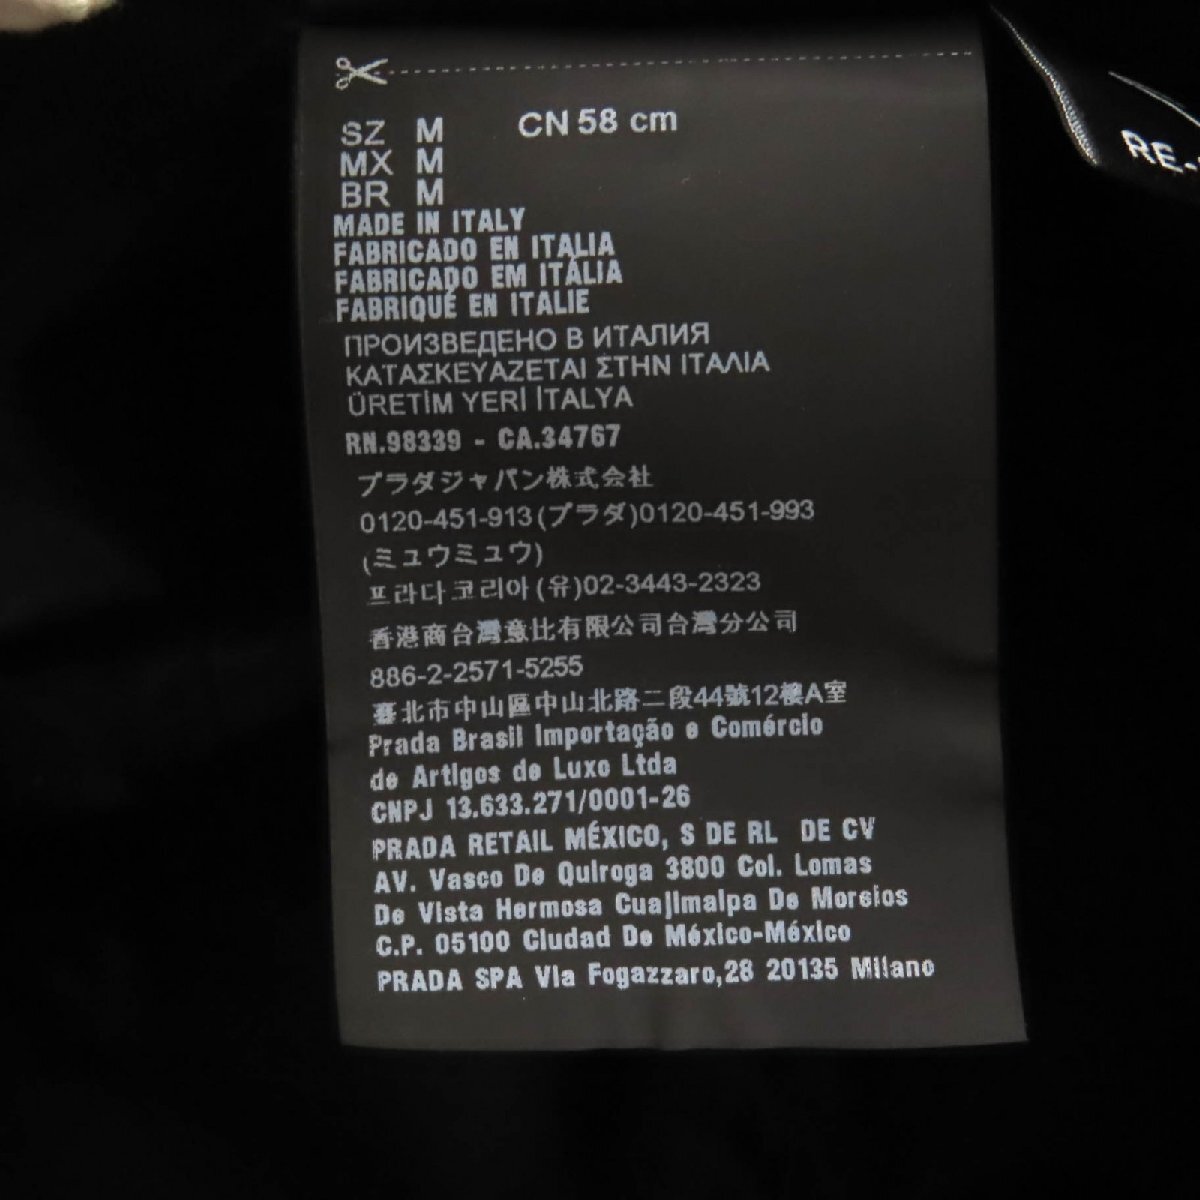 SZ M CN 58 cm
MX M
BR M
MADE IN ITALY
FABRICADO EN ITALIA
FABRICADO EM ITÁLIA
FABRIQUÉ EN ITALIE
ПРОИЗВЕДЕНО В ИТАЛИЯ
ΚΑΤΑΣΚΕΥΑΖΕΤΑΙ ΣΤΗΝ ΙΤΑΛΙΑ
ÜRETİM YERİ İTALYA
RN.98339 - CA.34767
プラダジャパン株式会社
0120-451-913(プラダ)0120-451-993
(ミュウミュウ)
프라다코리아(유)02-3443-2323
香港商台灣意比有限公司台灣分公司
886-2-2571-5255
臺北市中山區中山北路二段44號12樓A室
Prada Brasil Importação e Comércio
de Artigos de Luxo Ltda
CNPJ 13.633.271/0001-26
PRADA RETAIL MÉXICO, S DE RL DE CV
AV. Vasco De Quiroga 3800 Col. Lomas
De Vista Hermosa Cuajimalpa De Morelos
C.P. 05100 Ciudad De México-México
PRADA SPA Via Fogazzaro,28 20135 Milano
RE-